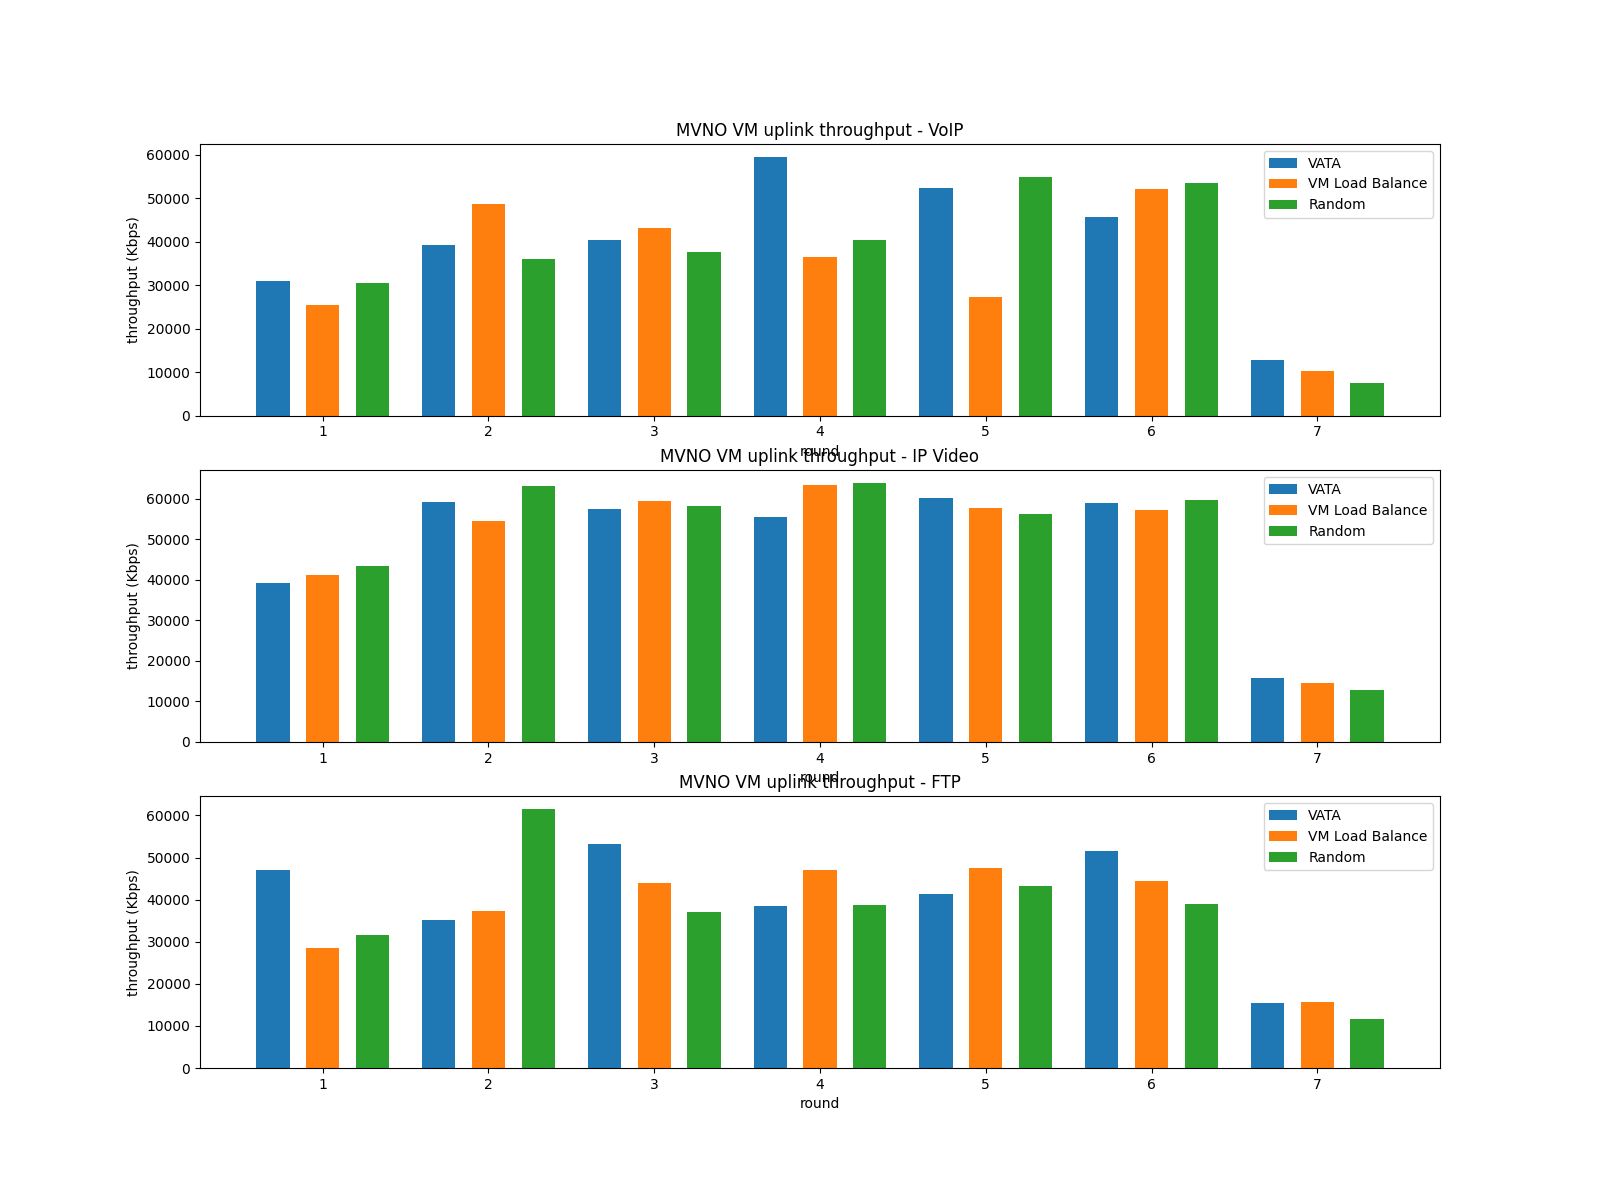 MVNO VM uplink throughput - VoIP
throughput (Kbps)
60000
50000
40000
30000
20000
10000
0
VATA
VM Load Balance
Random
1 2 3 4 5 6 7
round
MVNO VM uplink throughput - IP Video
throughput (Kbps)
60000
50000
40000
30000
20000
10000
0
VATA
VM Load Balance
Random
1 2 3 4 5 6 7
round
MVNO VM uplink throughput - FTP
throughput (Kbps)
60000
50000
40000
30000
20000
10000
0
VATA
VM Load Balance
Random
1 2 3 4 5 6 7
round